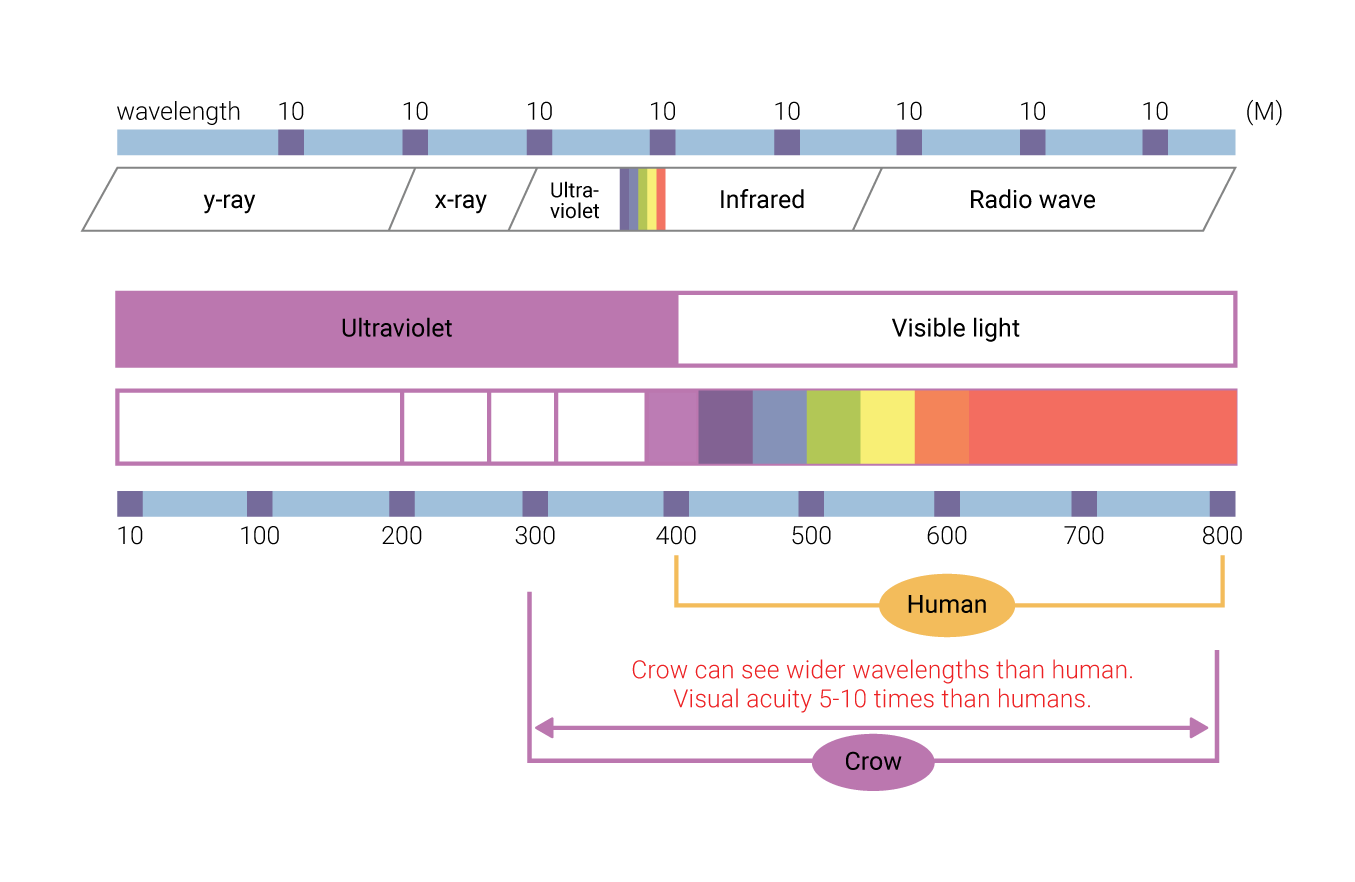 wavelength 10 10 10 10 10 10 10 10 (M)
y-ray x-ray Ultra- Infrared Radio wave
violet
Ultraviolet Visible light
10 100 200 300 400 500 600 700 800
Human
Crow can see wider wavelengths than human.
Visual acuity 5-10 times than humans.
Crow